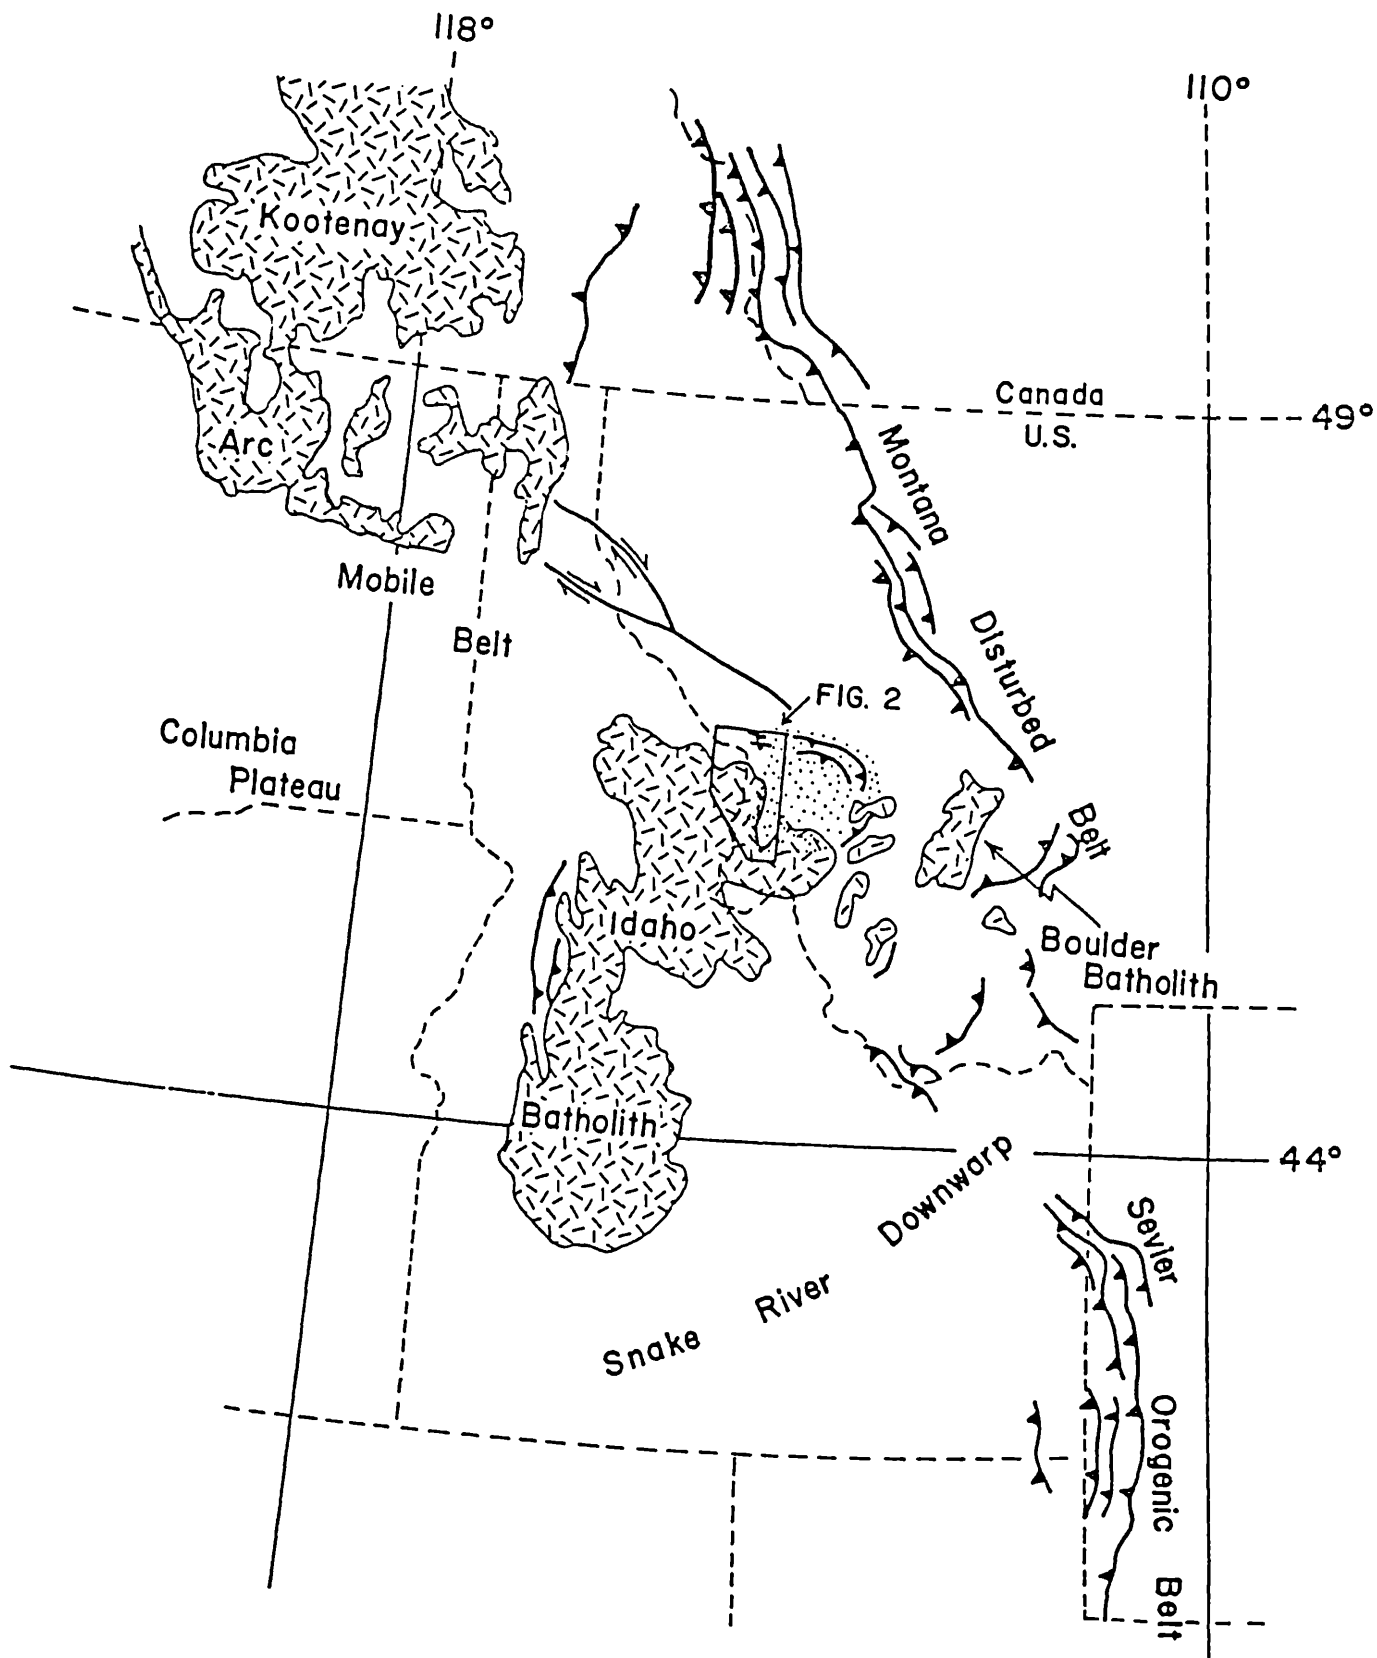 118°
110°
Kootenay
Canada
49°
U.S.
Arc
Montana
Mobile
Belt
Disturbed
FIG. 2
Columbia
Plateau
Belt
Idaho
Boulder
Batholith
Batholith
44°
Downwarp
River
Snake
Sevier
Orogenic
Belt